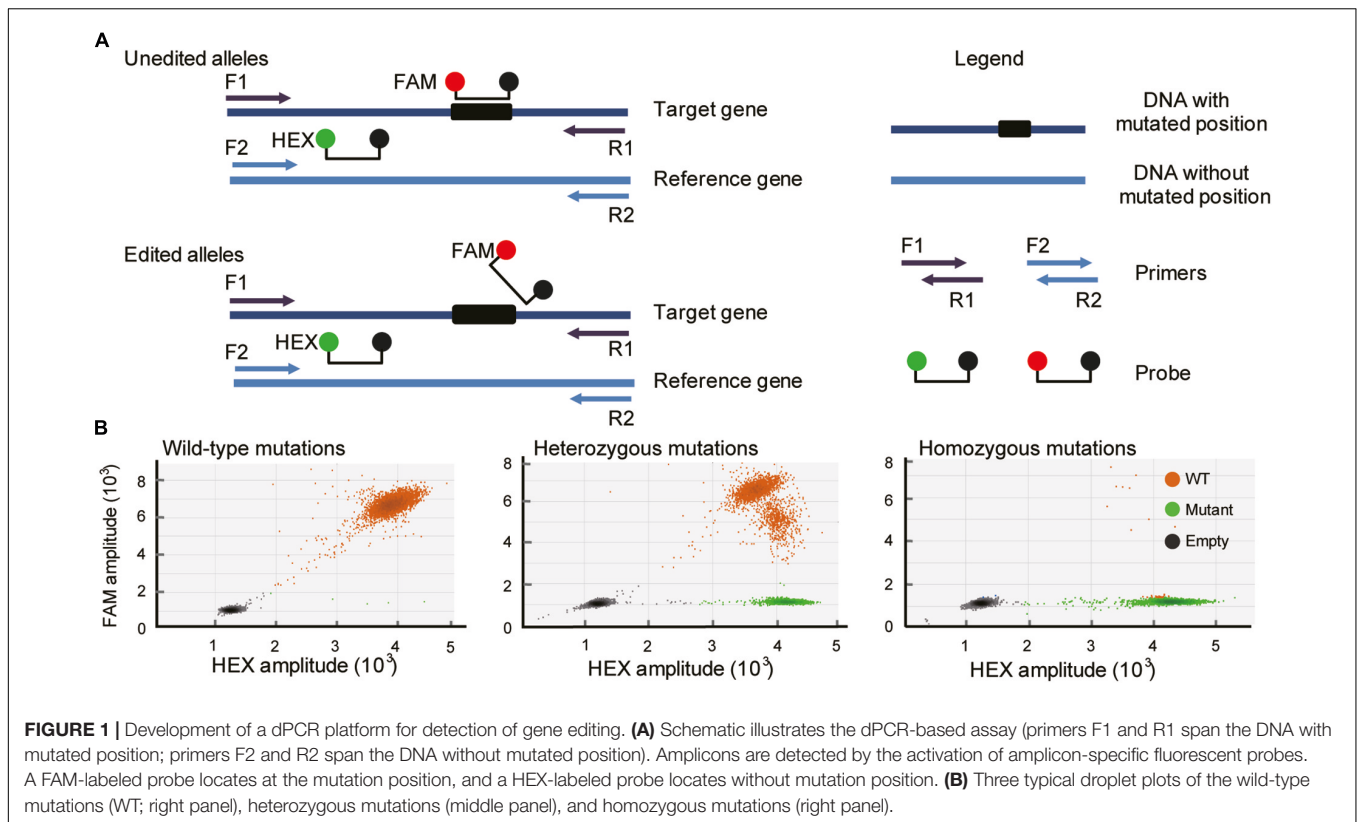 A
Unedited alleles
Legend
F1
FAM
Target gene
DNA with
mutated position
HEX
R1
F2
Reference gene
DNA without
mutated position
R2
Edited alleles
FAM
F1
F2
F1
Target gene
Primers
HEX
R1
R1
R2
F2
Reference gene
Probe
R2
B
Wild-type mutations
Heterozygous mutations
Homozygous mutations
FAM amplitude (10³)
8
6
4
2
0
1 2 3 4 5
HEX amplitude (10³)
8
6
4
2
0
1 2 3 4 5
HEX amplitude (10³)
8
6
4
2
0
1 2 3 4 5
HEX amplitude (10³)
WT
Mutant
Empty
FIGURE 1 | Development of a dPCR platform for detection of gene editing. (A) Schematic illustrates the dPCR-based assay (primers F1 and R1 span the DNA with
mutated position; primers F2 and R2 span the DNA without mutated position). Amplicons are detected by the activation of amplicon-specific fluorescent probes.
A FAM-labeled probe locates at the mutation position, and a HEX-labeled probe locates without mutation position. (B) Three typical droplet plots of the wild-type
mutations (WT; right panel), heterozygous mutations (middle panel), and homozygous mutations (right panel).